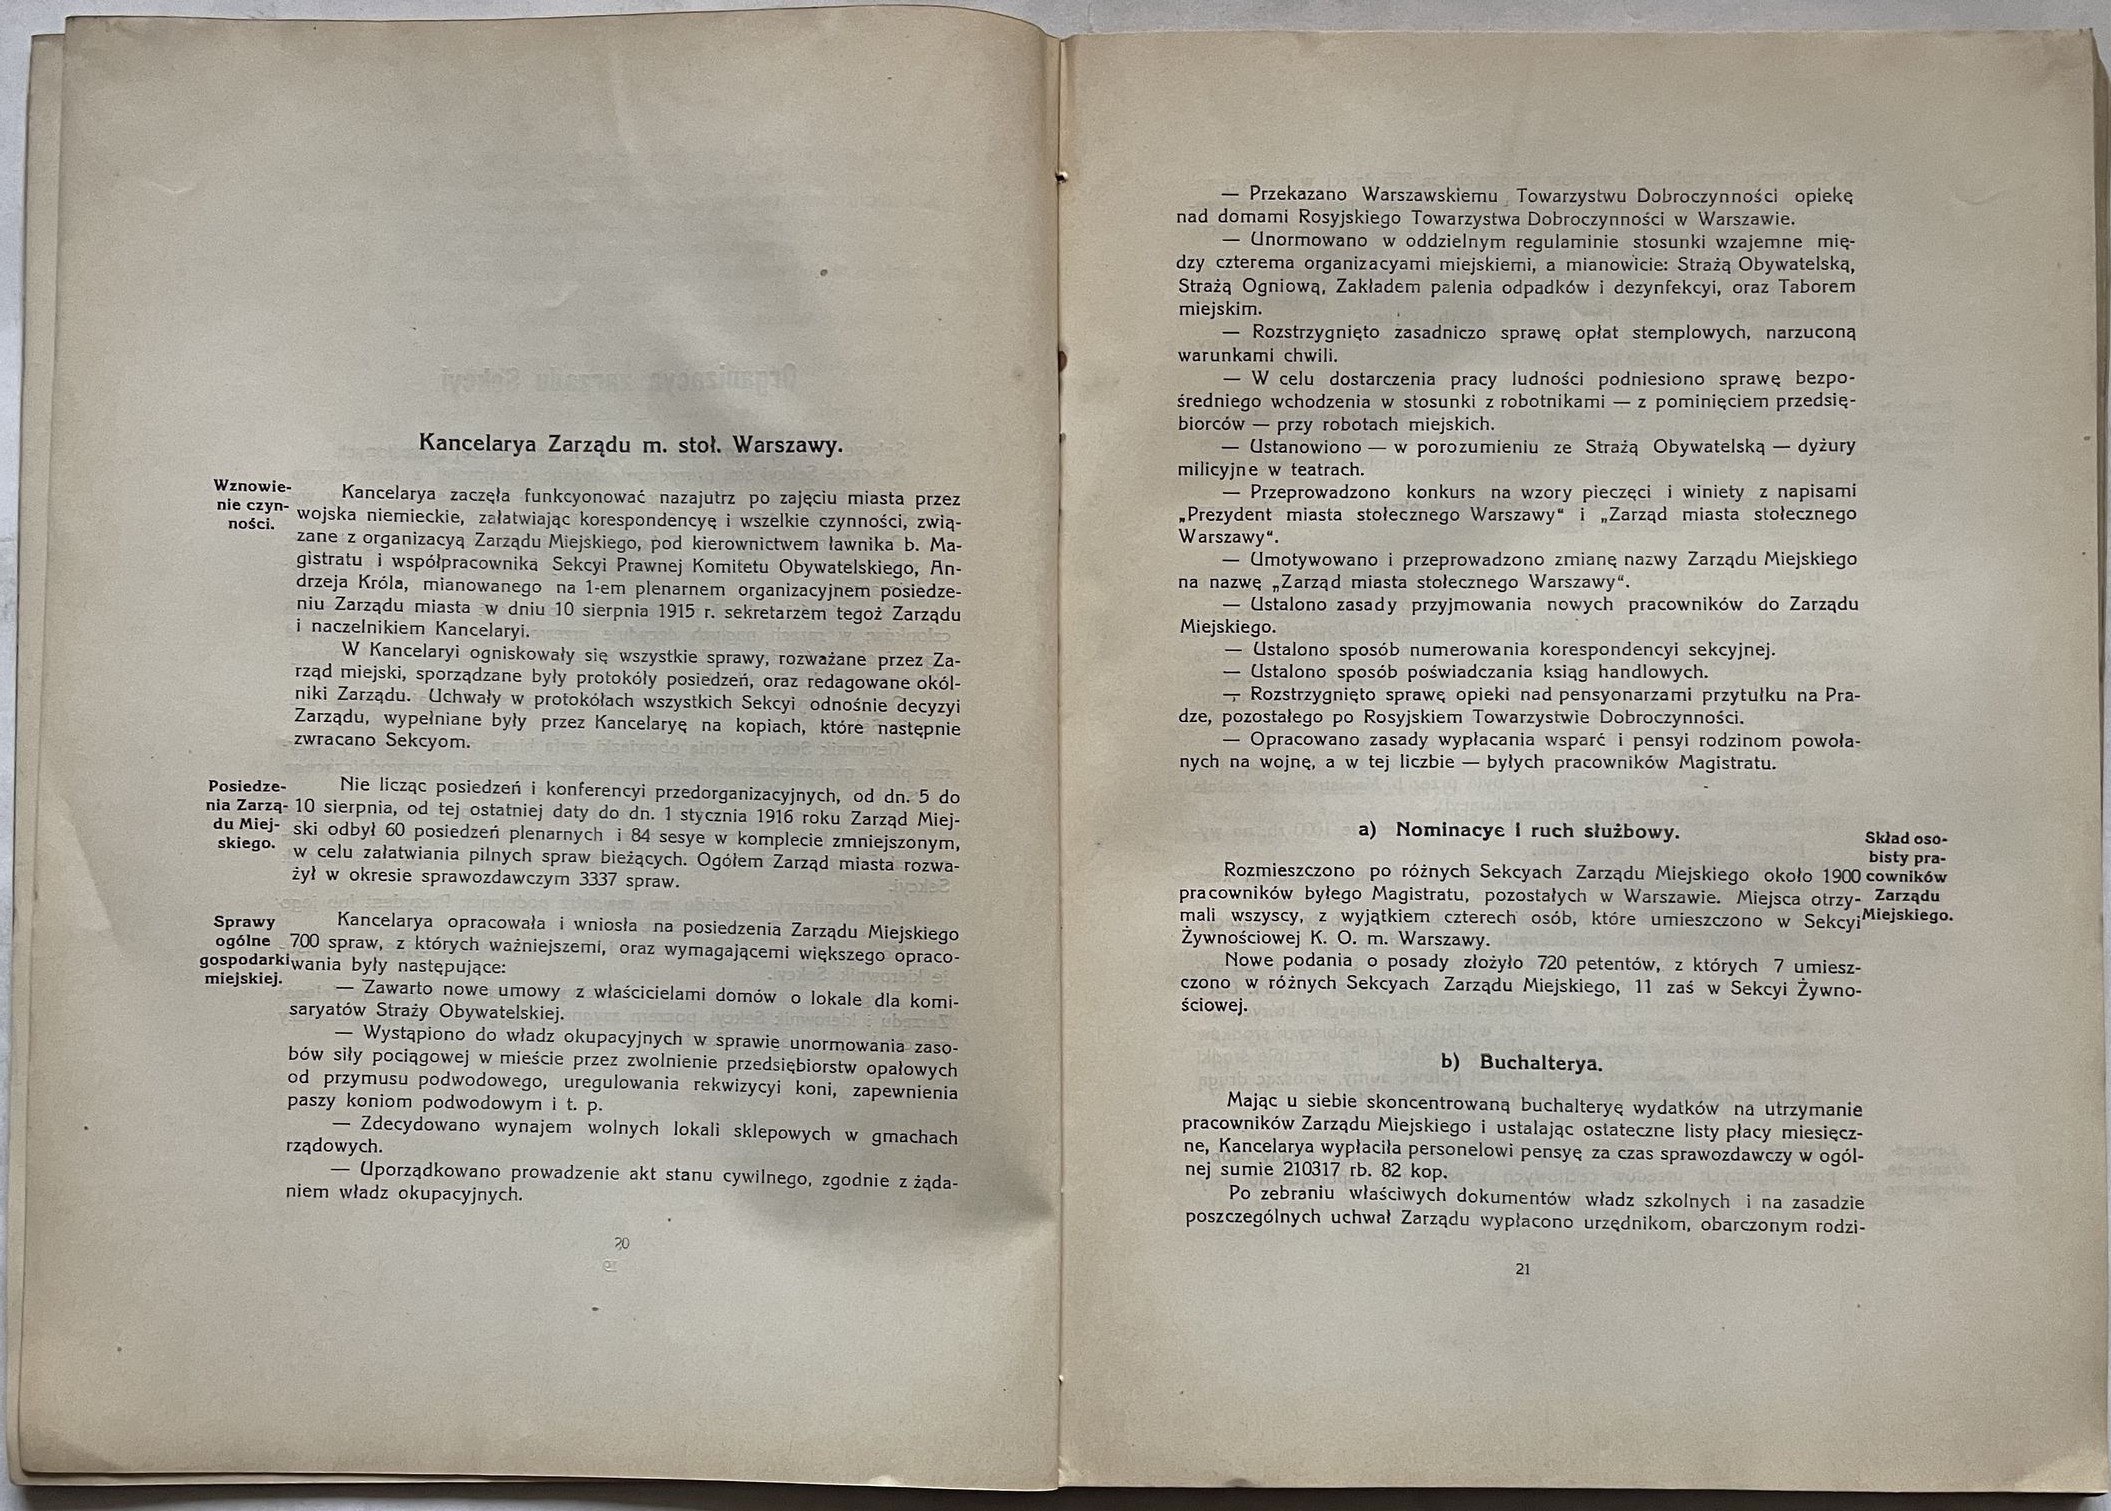 Kancelarya Zarządu m. stoł. Warszawy.
Wznowie-
nie czyn-
ności.
Kancelarya zaczęła funkcyonować nazajutrz po zajęciu miasta przez
wojska niemieckie, załatwiając korespondencyę i wszelkie czynności, zwią-
zane z organizacyą Zarządu Miejskiego, pod kierownictwem ławnika b. Ma-
gistratu i współpracownika Sekcyi Prawnej Komitetu Obywatelskiego, An-
drzeja Króla, mianowanego na 1-em plenarnem organizacyjnem posiedze-
niu Zarządu miasta w dniu 10 sierpnia 1915 r. sekretarzem tegoż Zarządu
i naczelnikiem Kancelaryi.
W Kancelaryi ogniskowały się wszystkie sprawy, rozważane przez Za-
rząd miejski, sporządzane były protokóły posiedzeń, oraz redagowane okól-
niki Zarządu. Uchwały w protokółach wszystkich Sekcyi odnośnie decyzyi
Zarządu, wypełniane były przez Kancelaryę na kopiach, które następnie
zwracano Sekcyom.
Posiedze-
nia Zarzą-
du Miej-
skiego.
Nie licząc posiedzeń i konferencyi przedorganizacyjnych, od dn. 5 do
10 sierpnia, od tej ostatniej daty do dn. 1 stycznia 1916 roku Zarząd Miej-
ski odbył 60 posiedzeń plenarnych i 84 sesye w komplecie zmniejszonym,
w celu załatwiania pilnych spraw bieżących. Ogółem Zarząd miasta rozwa-
żył w okresie sprawozdawczym 3337 spraw.
Sprawy
ogólne
gospodarki
miejskiej.
Kancelarya opracowała i wniosła na posiedzenia Zarządu Miejskiego
700 spraw, z których ważniejszemi, oraz wymagającemi większego opraco-
wania były następujące:
— Zawarto nowe umowy z właścicielami domów o lokale dla komi-
saryatów Straży Obywatelskiej.
— Wystąpiono do władz okupacyjnych w sprawie unormowania zaso-
bów siły pociągowej w mieście przez zwolnienie przedsiębiorstw opałowych
od przymusu podwodowego, uregulowania rekwizycyi koni, zapewnienia
paszy koniom podwodowym i t. p.
— Zdecydowano wynajem wolnych lokali sklepowych w gmachach
rządowych.
— Uporządkowano prowadzenie akt stanu cywilnego, zgodnie z żąda-
niem władz okupacyjnych.
20
— Przekazano Warszawskiemu Towarzystwu Dobroczynności opiekę
nad domami Rosyjskiego Towarzystwa Dobroczynności w Warszawie.
— Unormowano w oddzielnym regulaminie stosunki wzajemne mię-
dzy czterema organizacyami miejskiemi, a mianowicie: Strażą Obywatelską,
Strażą Ogniową, Zakładem palenia odpadków i dezynfekcyi, oraz Taborem
miejskim.
— Rozstrzygnięto zasadniczo sprawę opłat stemplowych, narzuconą
warunkami chwili.
— W celu dostarczenia pracy ludności podniesiono sprawę bezpo-
średniego wchodzenia w stosunki z robotnikami — z pominięciem przedsię-
biorców — przy robotach miejskich.
— Ustanowiono — w porozumieniu ze Strażą Obywatelską — dyżury
milicyjne w teatrach.
— Przeprowadzono konkurs na wzory pieczęci i winiety z napisami
„Prezydent miasta stołecznego Warszawy“ i „Zarząd miasta stołecznego
Warszawy“.
— Umotywowano i przeprowadzono zmianę nazwy Zarządu Miejskiego
na nazwę „Zarząd miasta stołecznego Warszawy“.
— Ustalono zasady przyjmowania nowych pracowników do Zarządu
Miejskiego.
— Ustalono sposób numerowania korespondencyi sekcyjnej.
— Ustalono sposób poświadczania ksiąg handlowych.
— Rozstrzygnięto sprawę opieki nad pensyonarzami przytułku na Pra-
dze, pozostałego po Rosyjskiem Towarzystwie Dobroczynności.
— Opracowano zasady wypłacania wsparć i pensyi rodzinom powoła-
nych na wojnę, a w tej liczbie — byłych pracowników Magistratu.
a) Nominacye i ruch służbowy.
Skład oso-
bisty pra-
cowników
Zarządu
Miejskiego.
Rozmieszczono po różnych Sekcyach Zarządu Miejskiego około 1900
pracowników byłego Magistratu, pozostałych w Warszawie. Miejsca otrzy-
mali wszyscy, z wyjątkiem czterech osób, które umieszczono w Sekcyi
Żywnościowej K. O. m. Warszawy.
Nowe podania o posady złożyło 720 petentów, z których 7 umiesz-
czono w różnych Sekcyach Zarządu Miejskiego, 11 zaś w Sekcyi Żywno-
ściowej.
b) Buchalterya.
Mając u siebie skoncentrowaną buchalteryę wydatków na utrzymanie
pracowników Zarządu Miejskiego i ustalając ostateczne listy płacy miesięcz-
ne, Kancelarya wypłaciła personelowi pensyę za czas sprawozdawczy w ogól-
nej sumie 210317 rb. 82 kop.
Po zebraniu właściwych dokumentów władz szkolnych i na zasadzie
poszczególnych uchwał Zarządu wypłacono urzędnikom, obarczonym rodzi-
21